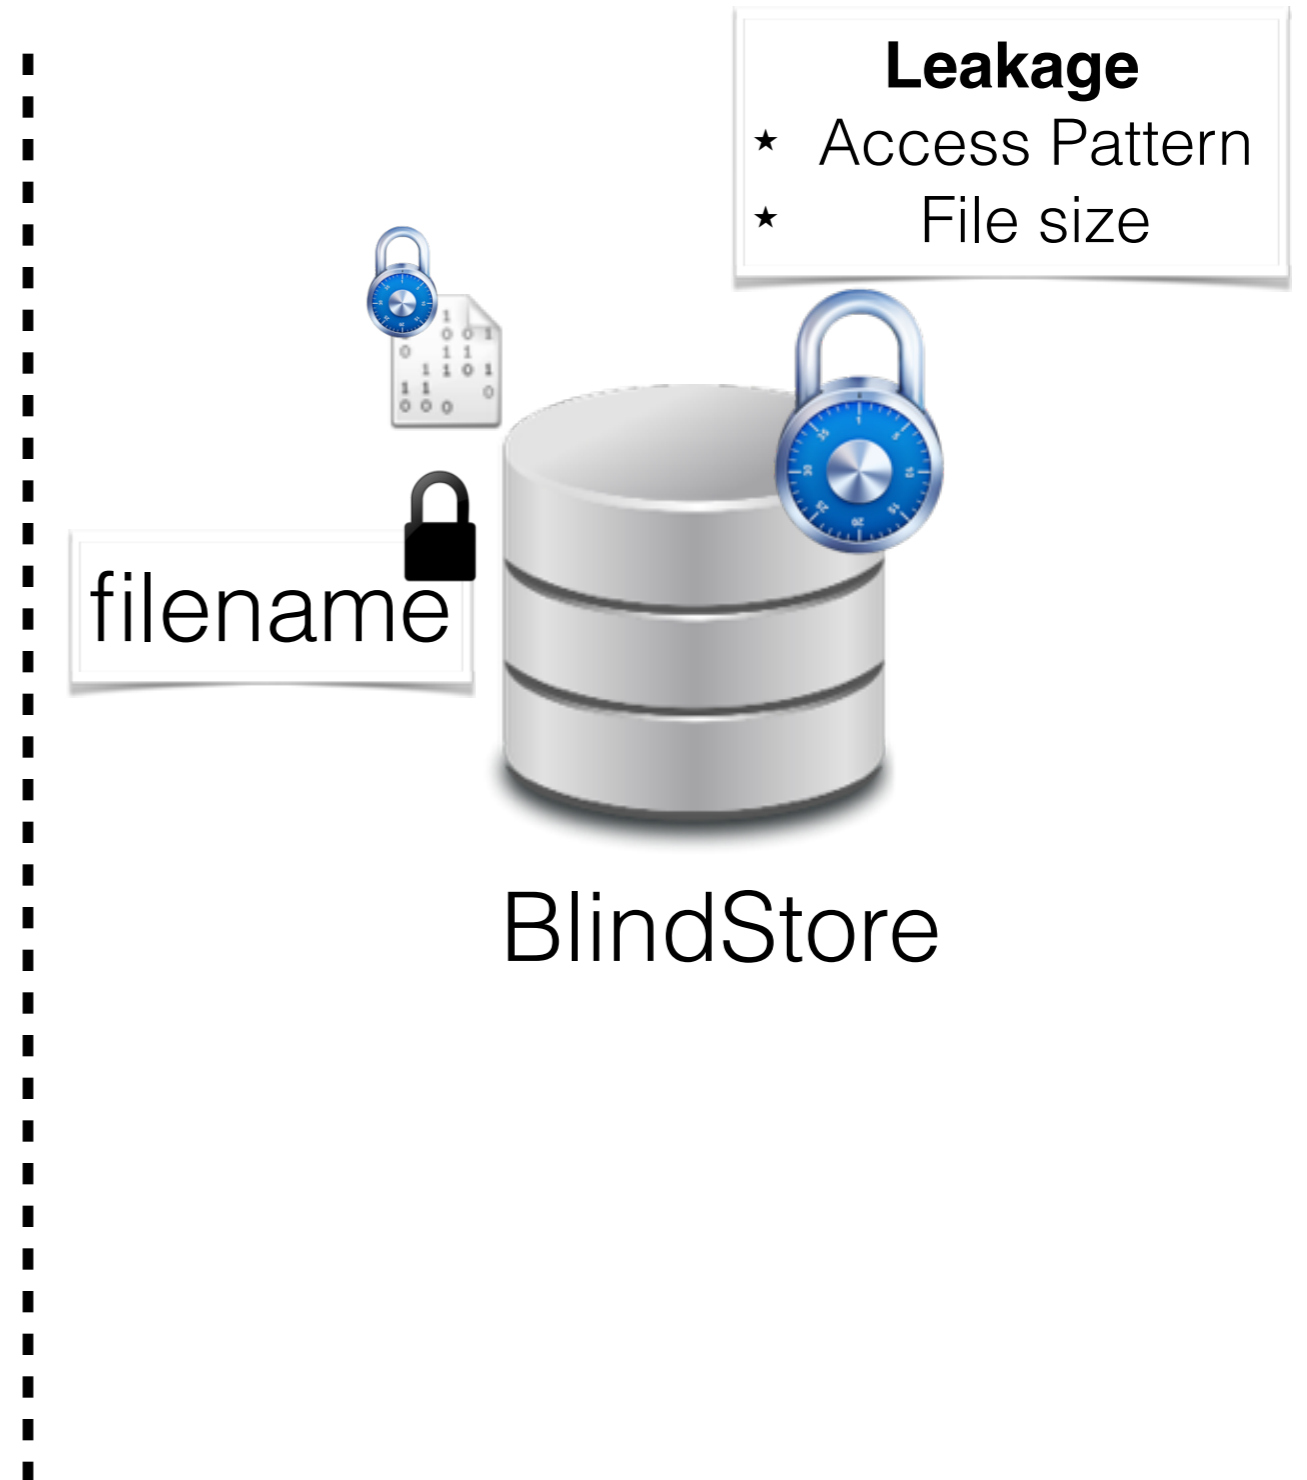 Leakage
★ Access Pattern
★ File size
filename
BlindStore